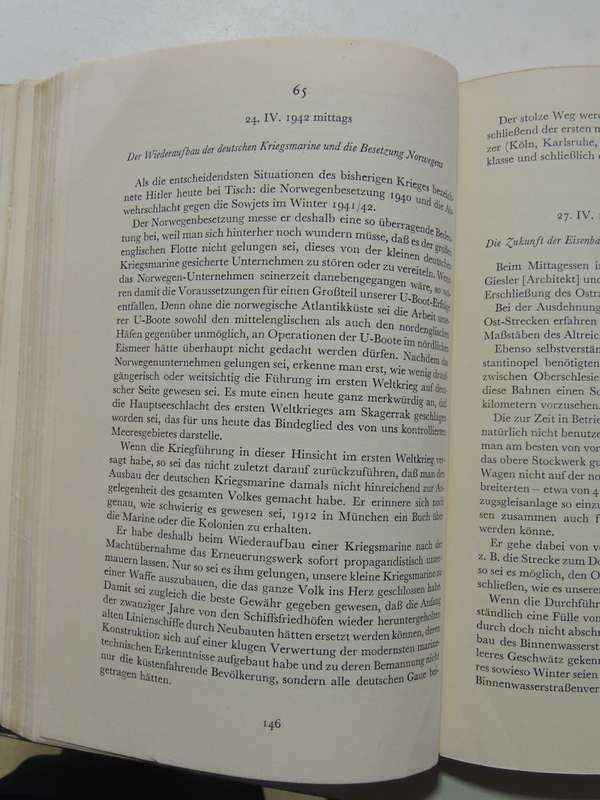 65
24. IV. 1942 mittags
Der Wiederaufbau der deutschen Kriegsmarine und die Besetzung Norwegens
Als die entscheidendsten Situationen des bisherigen Krieges bezeich-
nete Hitler heute bei Tisch: die Norwegenbesetzung 1940 und die Ab-
wehrschlacht gegen die Sowjets im Winter 1941/42.
Der Norwegenbesetzung messe er deshalb eine so überragende Bedeu-
tung bei, weil man sich hinterher noch wundern müsse, daß es der großen
englischen Flotte nicht gelungen sei, dieses von der kleinen deutschen
Kriegsmarine gesicherte Unternehmen zu stören oder zu vereiteln. Wenn
das Norwegen-Unternehmen seinerzeit danebengegangen wäre, so wä-
ren damit die Voraussetzungen für einen Großteil unserer U-Boot-Erfolge
entfallen. Denn ohne die norwegische Atlantikküste sei die Arbeit unse-
rer U-Boote sowohl den mittelenglischen als auch den nordenglischen
Häfen gegenüber unmöglich, an Operationen der U-Boote im nördlichen
Eismeer hätte überhaupt nicht gedacht werden dürfen. Nachdem das
Norwegenunternehmen gelungen sei, erkenne man erst, wie wenig drauf-
gängerisch oder weitsichtig die Führung im ersten Weltkrieg auf deut-
scher Seite gewesen sei. Es mute einen heute ganz merkwürdig an, daß
die Hauptseeschlacht des ersten Weltkrieges am Skagerrak geschlagen
worden sei, das für uns heute das Bindeglied des von uns kontrollierten
Meeresgebietes darstelle.
Wenn die Kriegführung in dieser Hinsicht im ersten Weltkrieg ver-
sagt habe, so sei das nicht zuletzt darauf zurückzuführen, daß man den
Ausbau der deutschen Kriegsmarine damals nicht hinreichend zur An-
gelegenheit des gesamten Volkes gemacht habe. Er erinnere sich noch
genau, wie schwierig es gewesen sei, 1912 in München ein Buch über
die Marine oder die Kolonien zu erhalten.
Er habe deshalb beim Wiederaufbau einer Kriegsmarine nach der
Machtübernahme das Erneuerungswerk sofort propagandistisch unter-
mauern lassen. Nur so sei es ihm gelungen, unsere kleine Kriegsmarine zu
einer Waffe auszubauen, die das ganze Volk ins Herz geschlossen habe.
Damit sei zugleich die beste Gewähr gegeben gewesen, daß die Anfang
der zwanziger Jahre von den Schiffsfriedhöfen wieder heruntergeholten
alten Linienschiffe durch Neubauten hätten ersetzt werden können, deren
Konstruktion sich auf einer klugen Verwertung der modernsten marine-
technischen Erkenntnisse aufgebaut habe und zu deren Bemannung nicht
nur die küstenfahrende Bevölkerung, sondern alle deutschen Gaue bei-
getragen hätten.
146
Der stolze Weg werd
schließend der ersten n
zer (Köln, Karlsruhe,
klasse und schließlich
27. IV. 1
Die Zukunft der Eisenba
Beim Mittagessen i
Giesler [Architekt] und
Erschließung des Ostra
Bei der Ausdehnung
Ost-Strecken erfahren
Maßstäben des Altreich
Ebenso selbstverstän
stantinopel benötigten
zwischen Oberschlesie
diese Bahnen einen Sc
kilometern vorzusehen.
Die zur Zeit in Betrie
natürlich nicht benutze
man am besten von vor
das obere Stockwerk gu
Wagen nicht auf den no
breiterten – etwa von 4
zugsgleisanlage so einzu
sen zusammen auch f
werden könne.
Er gehe dabei von vo
z. B. die Strecke zum Do
so sei es möglich, den O
schließen, wie es einem
Wenn die Durchführ
ständlich eine Fülle von
durch doch nicht abschr
bau des Binnenwasserst
leeres Geschwätz gekenn
res sowieso Winter seien
Binnenwasserstraßenver